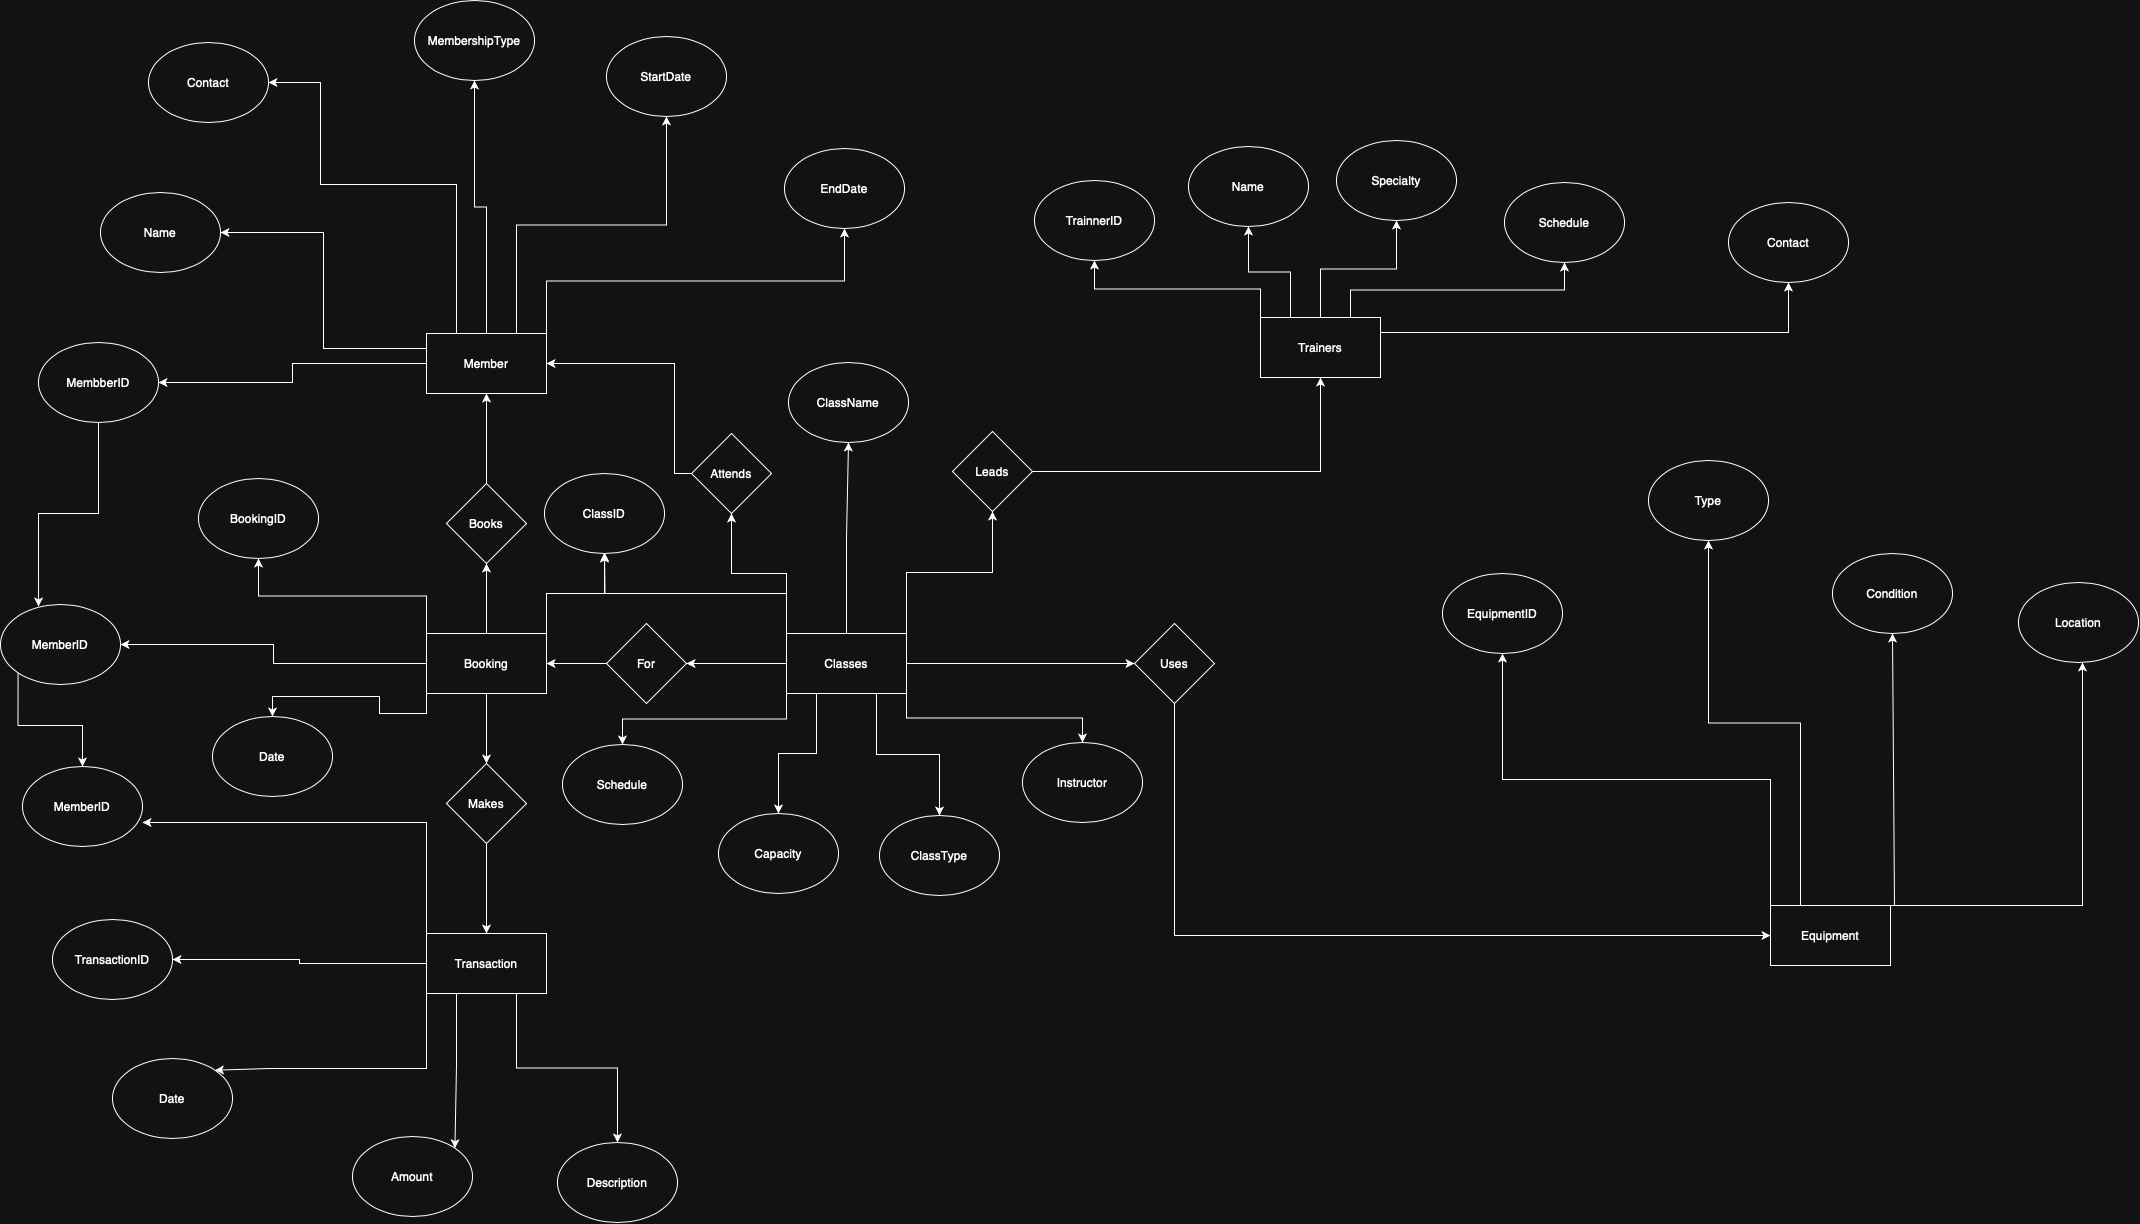 MembershipType
StartDate
Contact
EndDate
Name
Specialty
Name
TrainnerID
Schedule
Contact
Name
Member
Trainers
MembberID
ClassName
Attends
Leads
Type
BookingID
Books
ClassID
EquipmentID
Condition
Location
MemberID
Booking
For
Classes
Uses
Date
Makes
Schedule
Instructor
MemberID
Capacity
ClassType
TransactionID
Transaction
Equipment
Date
Amount
Description